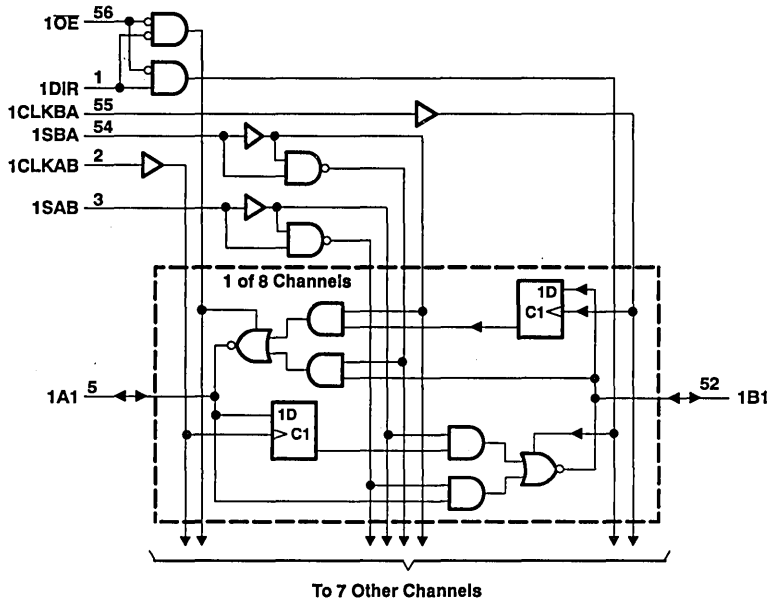 1O̅E̅ 56
1DIR 1
1CLKBA 55
1SBA 54
1CLKAB 2
1SAB 3
1 of 8 Channels
1D
C1
1A1 5
52 1B1
1D
C1
To 7 Other Channels